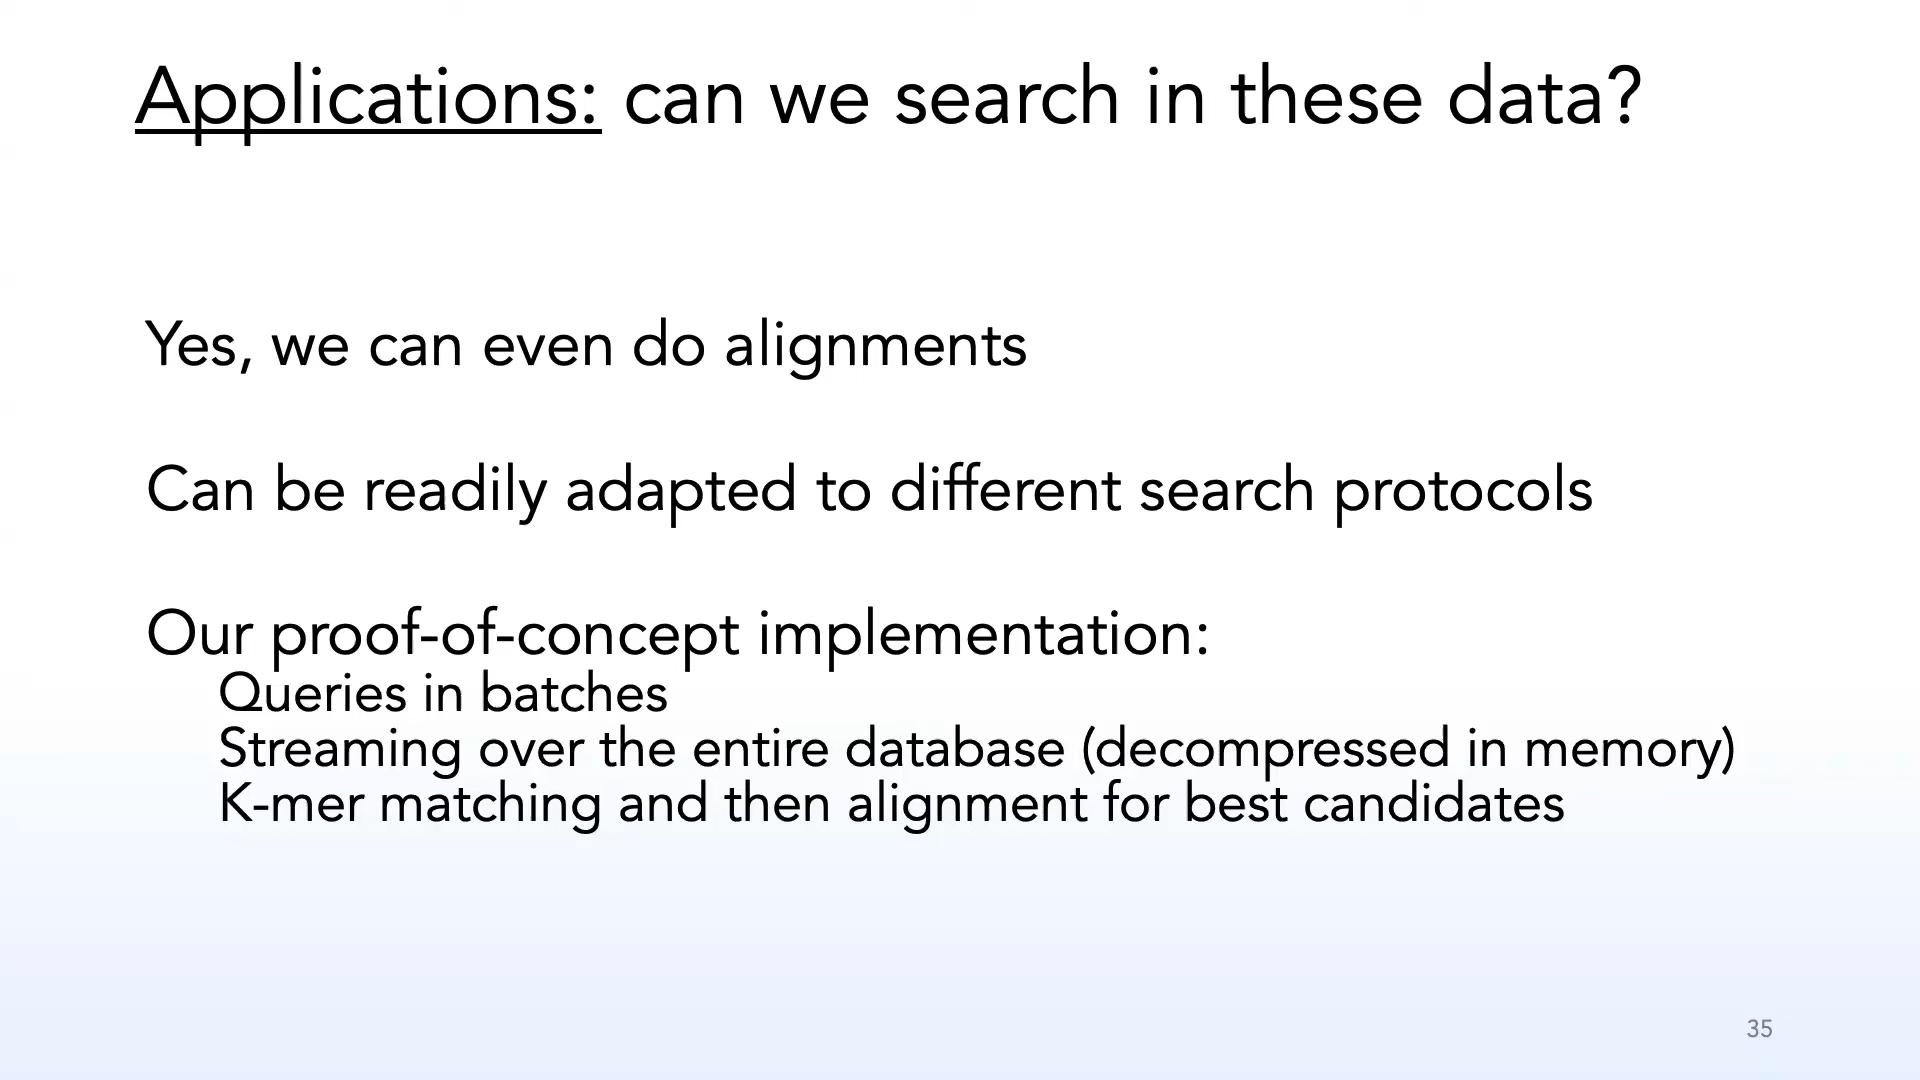 Applications: can we search in these data?
Yes, we can even do alignments
Can be readily adapted to different search protocols
Our proof-of-concept implementation:
Queries in batches
Streaming over the entire database (decompressed in memory)
K-mer matching and then alignment for best candidates
35